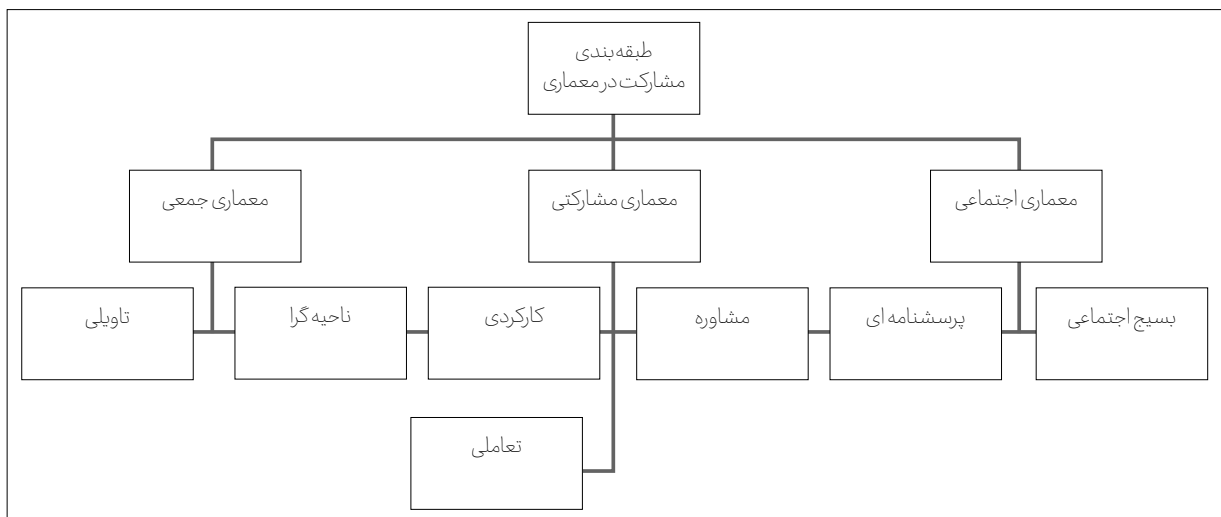 طبقه‌بندی
مشارکت در معماری
معماری اجتماعی
معماری مشارکتی
معماری جمعی
بسیج اجتماعی
پرسشنامه ای
مشاوره
کارکردی
ناحیه گرا
تاویلی
تعاملی